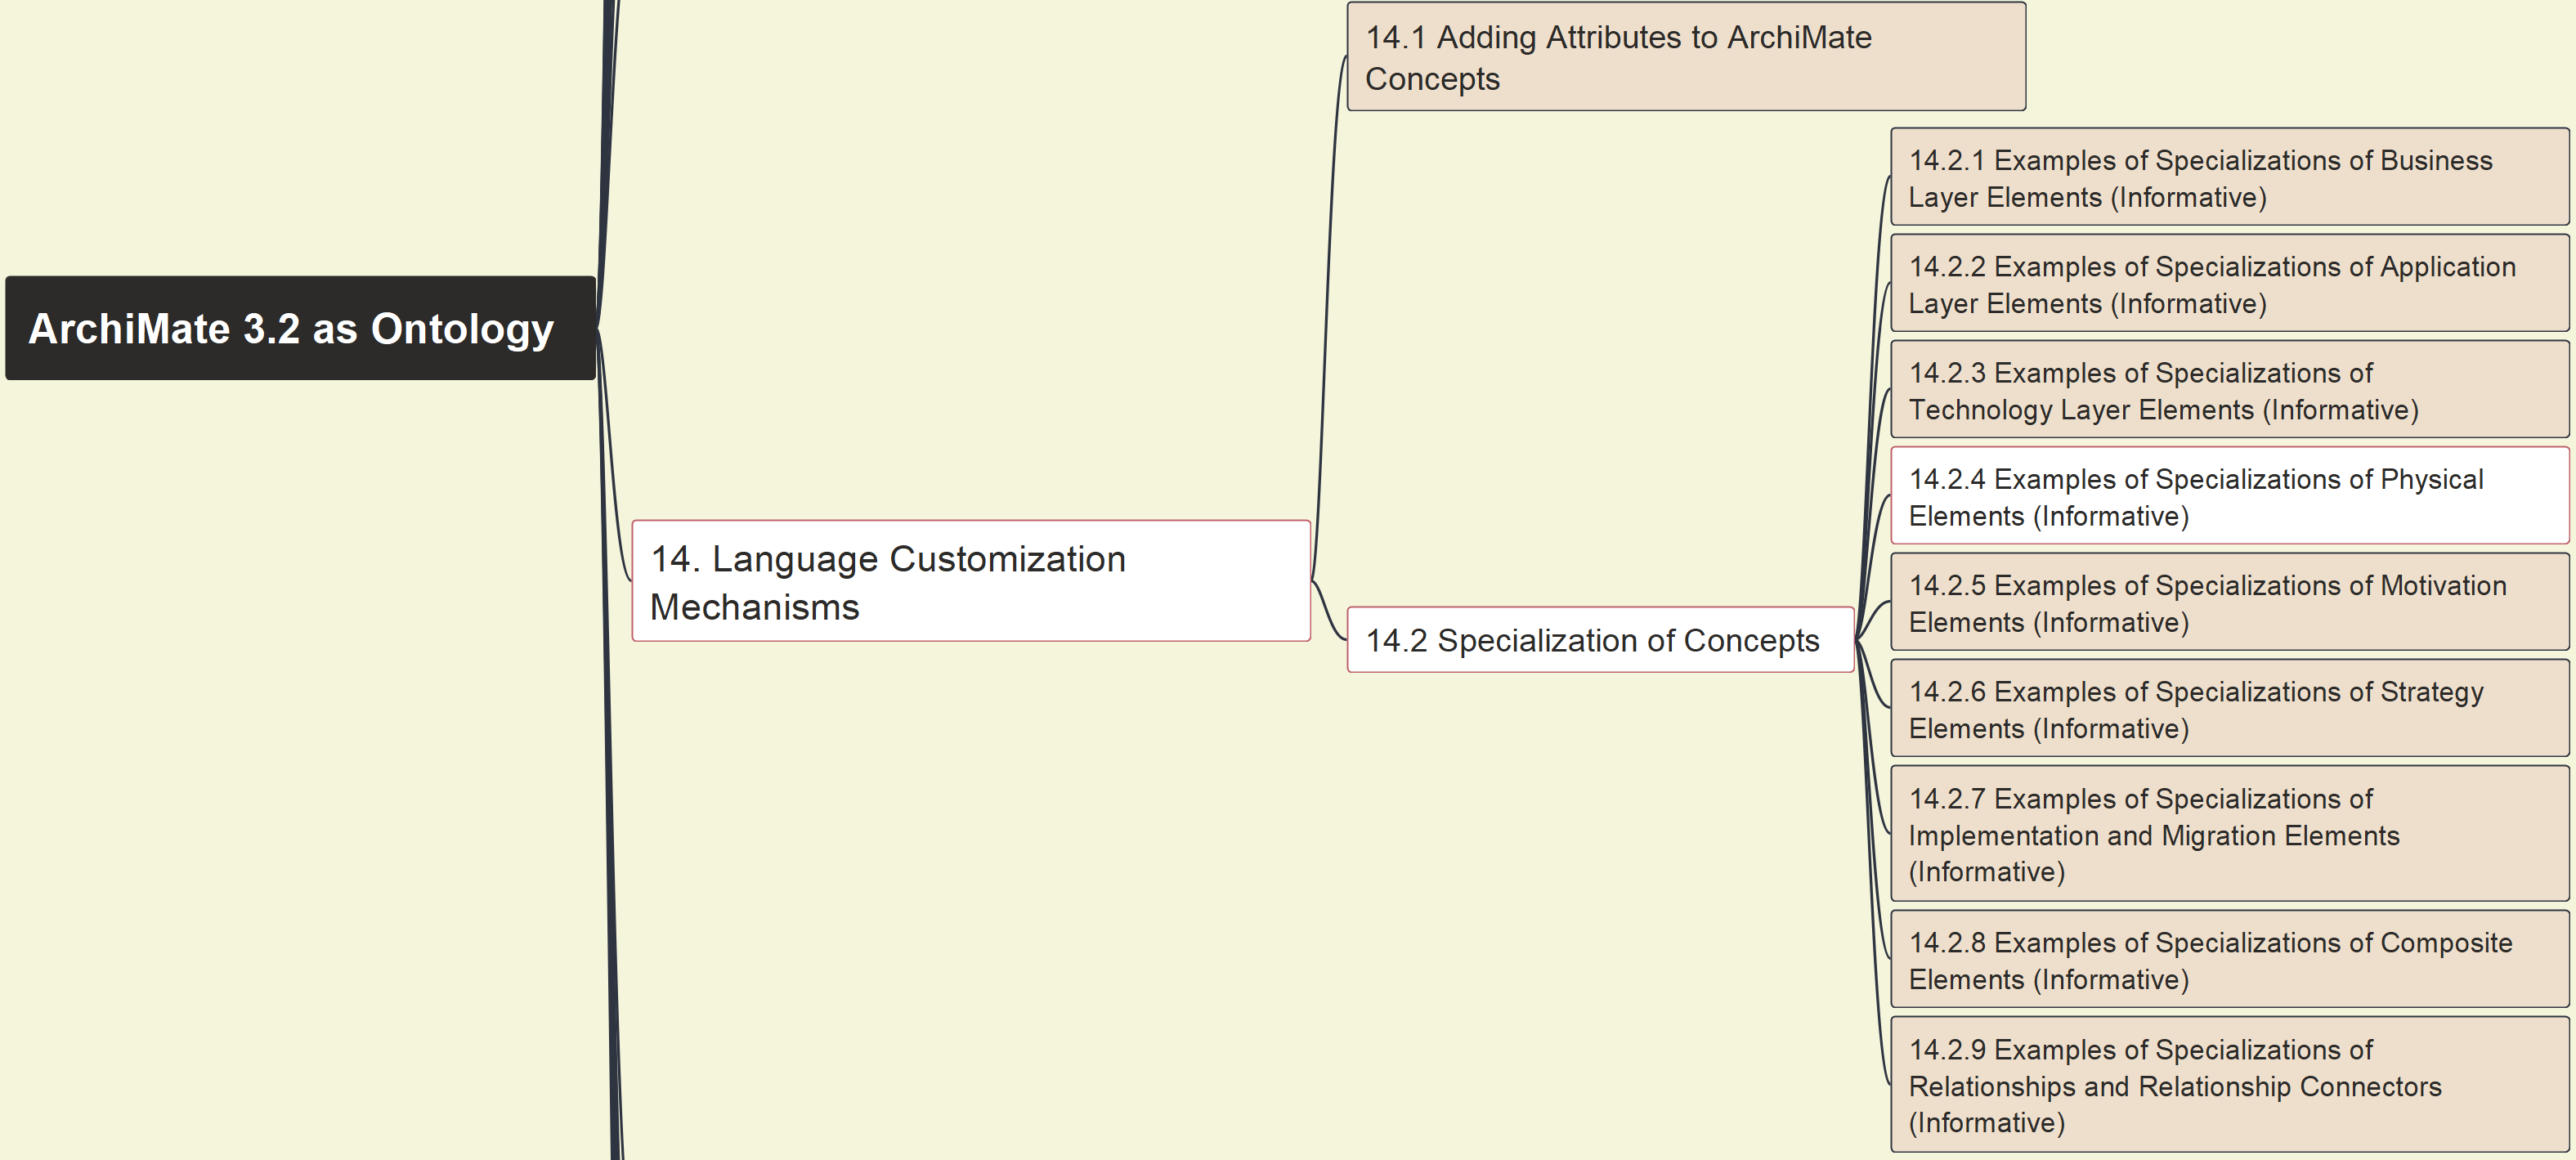 ArchiMate 3.2 as Ontology
14. Language Customization
Mechanisms
14.1 Adding Attributes to ArchiMate
Concepts
14.2 Specialization of Concepts
14.2.1 Examples of Specializations of Business
Layer Elements (Informative)
14.2.2 Examples of Specializations of Application
Layer Elements (Informative)
14.2.3 Examples of Specializations of
Technology Layer Elements (Informative)
14.2.4 Examples of Specializations of Physical
Elements (Informative)
14.2.5 Examples of Specializations of Motivation
Elements (Informative)
14.2.6 Examples of Specializations of Strategy
Elements (Informative)
14.2.7 Examples of Specializations of
Implementation and Migration Elements
(Informative)
14.2.8 Examples of Specializations of Composite
Elements (Informative)
14.2.9 Examples of Specializations of
Relationships and Relationship Connectors
(Informative)